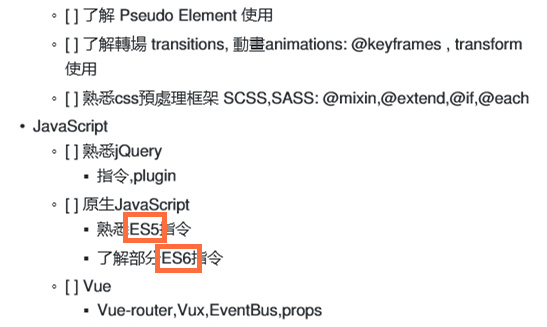 ◦ [ ] 了解 Pseudo Element 使用
◦ [ ] 了解轉場 transitions, 動畫animations: @keyframes , transform
使用
◦ [ ] 熟悉css預處理框架 SCSS,SASS: @mixin,@extend,@if,@each
• JavaScript
◦ [ ] 熟悉jQuery
▪ 指令,plugin
◦ [ ] 原生JavaScript
▪ 熟悉ES5指令
▪ 了解部分ES6指令
◦ [ ] Vue
▪ Vue-router,Vux,EventBus,props